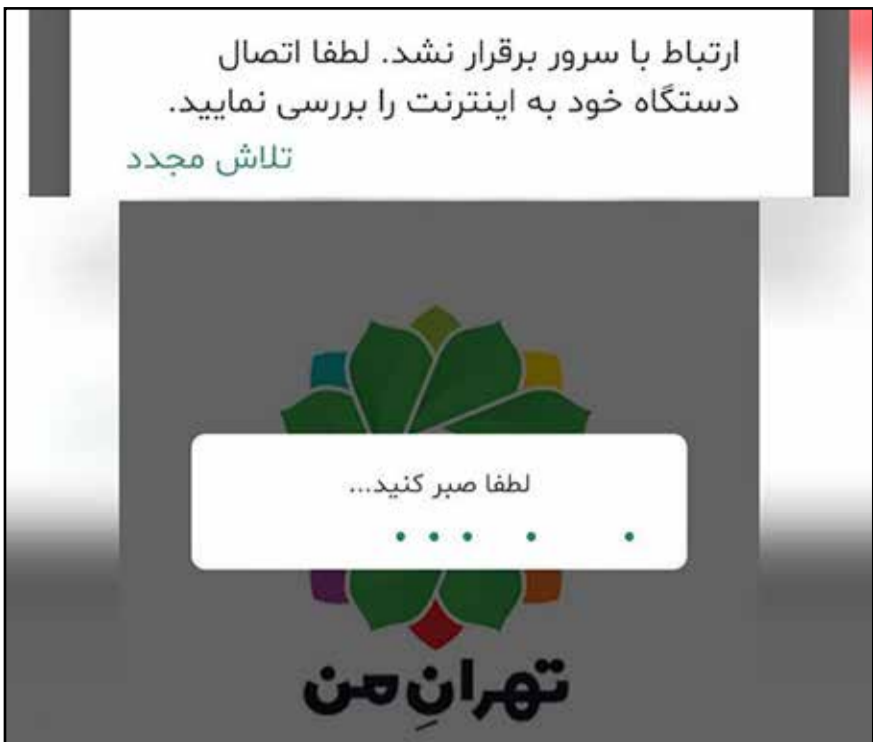 ارتباط با سرور برقرار نشد. لطفا اتصال
دستگاه خود به اینترنت را بررسی نمایید.
تلاش مجدد
لطفا صبر کنید...
تهرانِ من